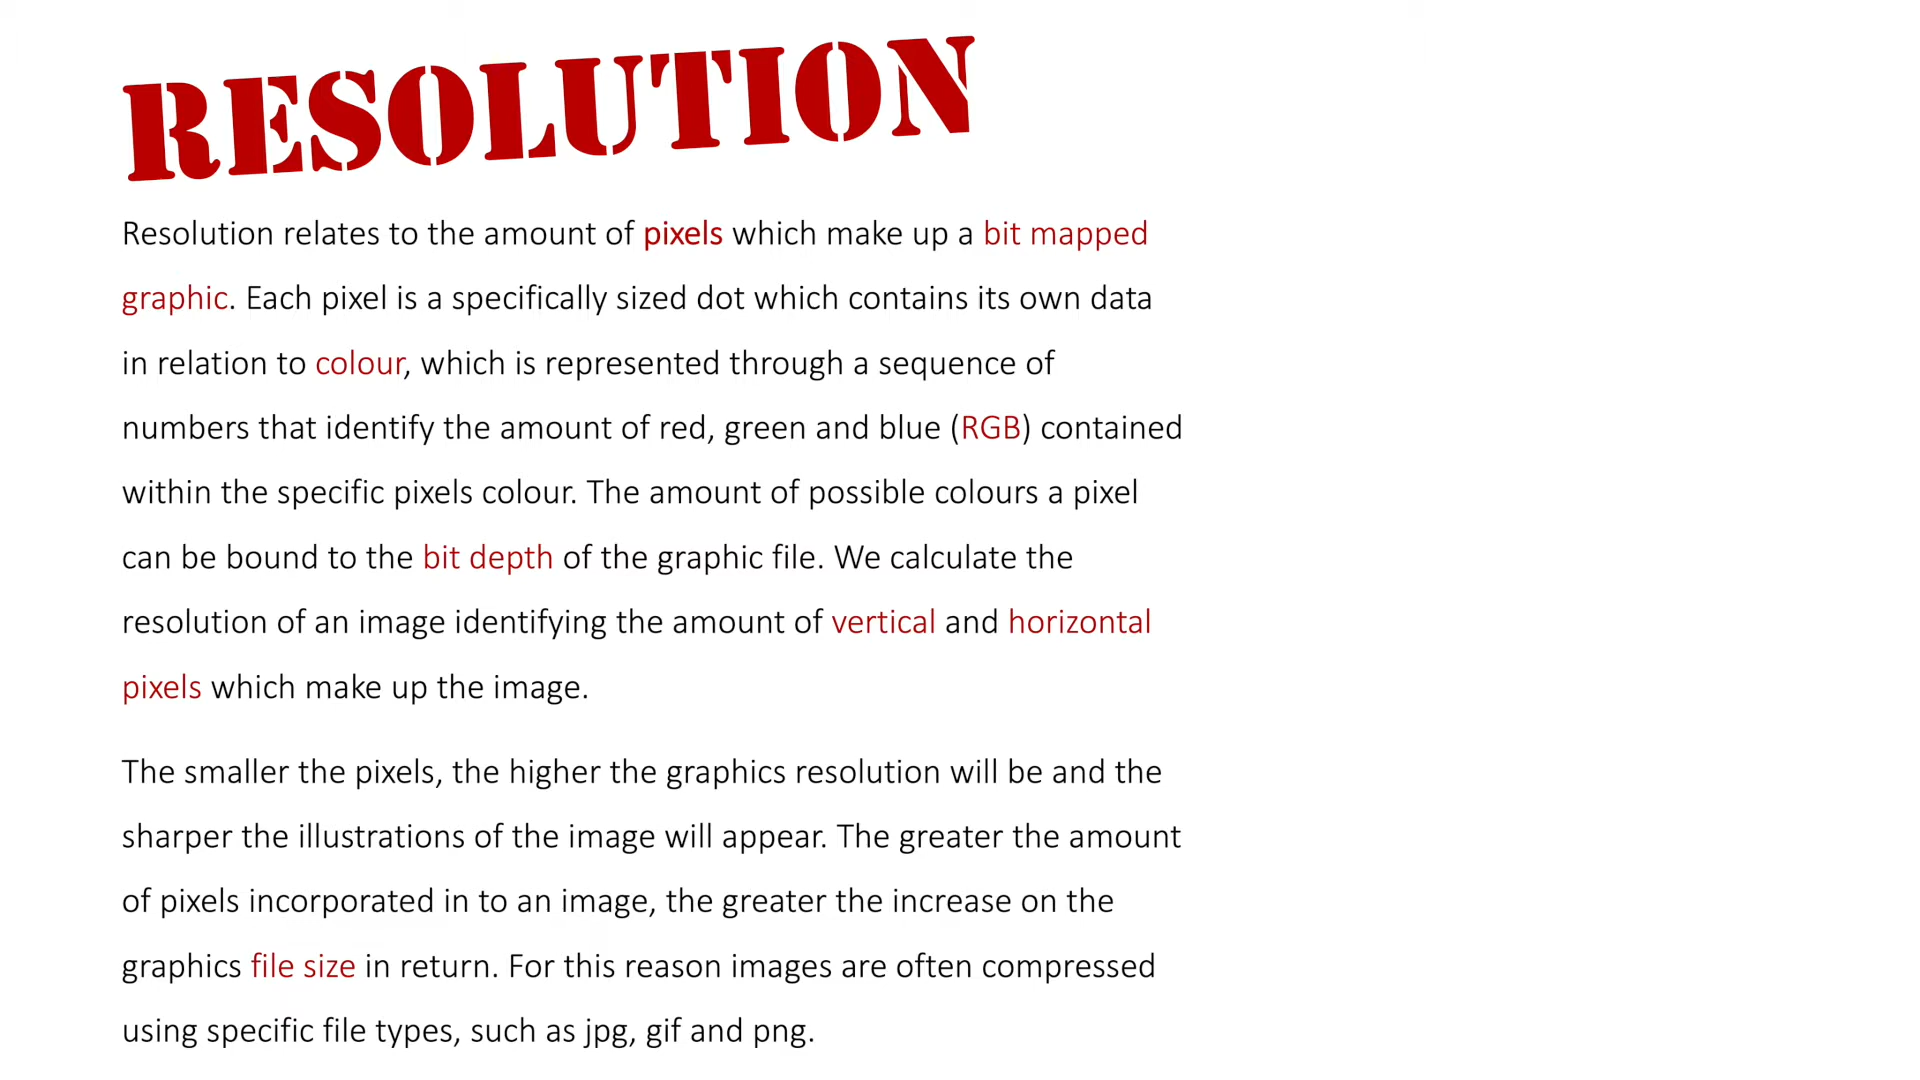 RESOLUTION
Resolution relates to the amount of pixels which make up a bit mapped
graphic. Each pixel is a specifically sized dot which contains its own data
in relation to colour, which is represented through a sequence of
numbers that identify the amount of red, green and blue (RGB) contained
within the specific pixels colour. The amount of possible colours a pixel
can be bound to the bit depth of the graphic file. We calculate the
resolution of an image identifying the amount of vertical and horizontal
pixels which make up the image.
The smaller the pixels, the higher the graphics resolution will be and the
sharper the illustrations of the image will appear. The greater the amount
of pixels incorporated in to an image, the greater the increase on the
graphics file size in return. For this reason images are often compressed
using specific file types, such as jpg, gif and png.